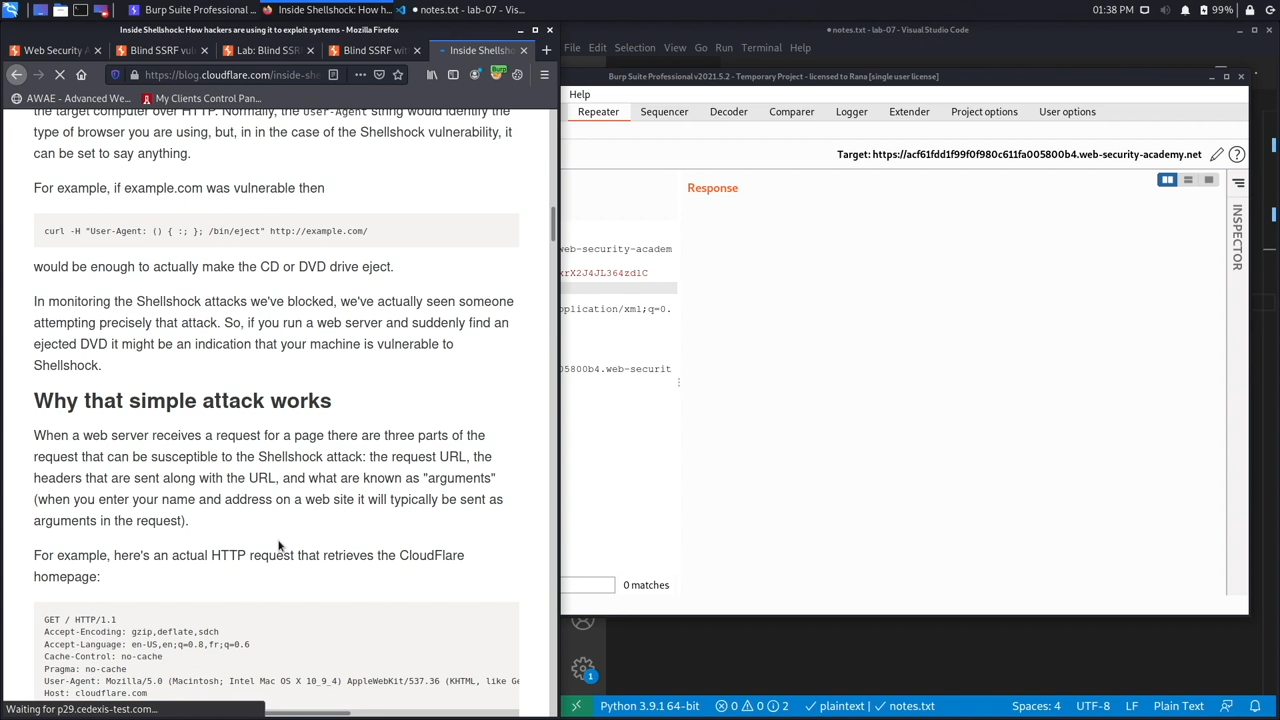 Burp Suite Professional ...
Inside Shellshock: How h...
● notes.txt - lab-07 - Vis...
01:38 PM
99%
Inside Shellshock: How hackers are using it to exploit systems - Mozilla Firefox
Web Security A
Blind SSRF vul
Lab: Blind SSR
Blind SSRF wit
Inside Shellsho
https://blog.cloudflare.com/inside-sh
AWAE - Advanced We...
My Clients Control Pan...
the target computer over HTTP. Normally, the User-Agent string would identify the
type of browser you are using, but, in in the case of the Shellshock vulnerability, it
can be set to say anything.
For example, if example.com was vulnerable then
curl -H "User-Agent: () { :; }; /bin/eject" http://example.com/
would be enough to actually make the CD or DVD drive eject.
In monitoring the Shellshock attacks we've blocked, we've actually seen someone
attempting precisely that attack. So, if you run a web server and suddenly find an
ejected DVD it might be an indication that your machine is vulnerable to
Shellshock.
Why that simple attack works
When a web server receives a request for a page there are three parts of the
request that can be susceptible to the Shellshock attack: the request URL, the
headers that are sent along with the URL, and what are known as "arguments"
(when you enter your name and address on a web site it will typically be sent as
arguments in the request).
For example, here's an actual HTTP request that retrieves the CloudFlare
homepage:
GET / HTTP/1.1
Accept-Encoding: gzip,deflate,sdch
Accept-Language: en-US,en;q=0.8,fr;q=0.6
Cache-Control: no-cache
Pragma: no-cache
User-Agent: Mozilla/5.0 (Macintosh; Intel Mac OS X 10_9_4) AppleWebKit/537.36 (KHTML, like Ge
Host: cloudflare.com
Waiting for p29.cedexis-test.com...
● notes.txt - lab-07 - Visual Studio Code
File Edit Selection View Go Run Terminal Help
Burp Suite Professional v2021.5.2 - Temporary Project - licensed to Rana [single user license]
Help
Repeater Sequencer Decoder Comparer Logger Extender Project options User options
Target: https://acf61fdd1f99f0f980c611fa005800b4.web-security-academy.net
Response
INSPECTOR
web-security-academ
xrX2J4JL364zd1C
plication/xml;q=0.
05800b4.web-securit
0 matches
1
Python 3.9.1 64-bit
0 0 2
plaintext | notes.txt
Spaces: 4
UTF-8
LF
Plain Text